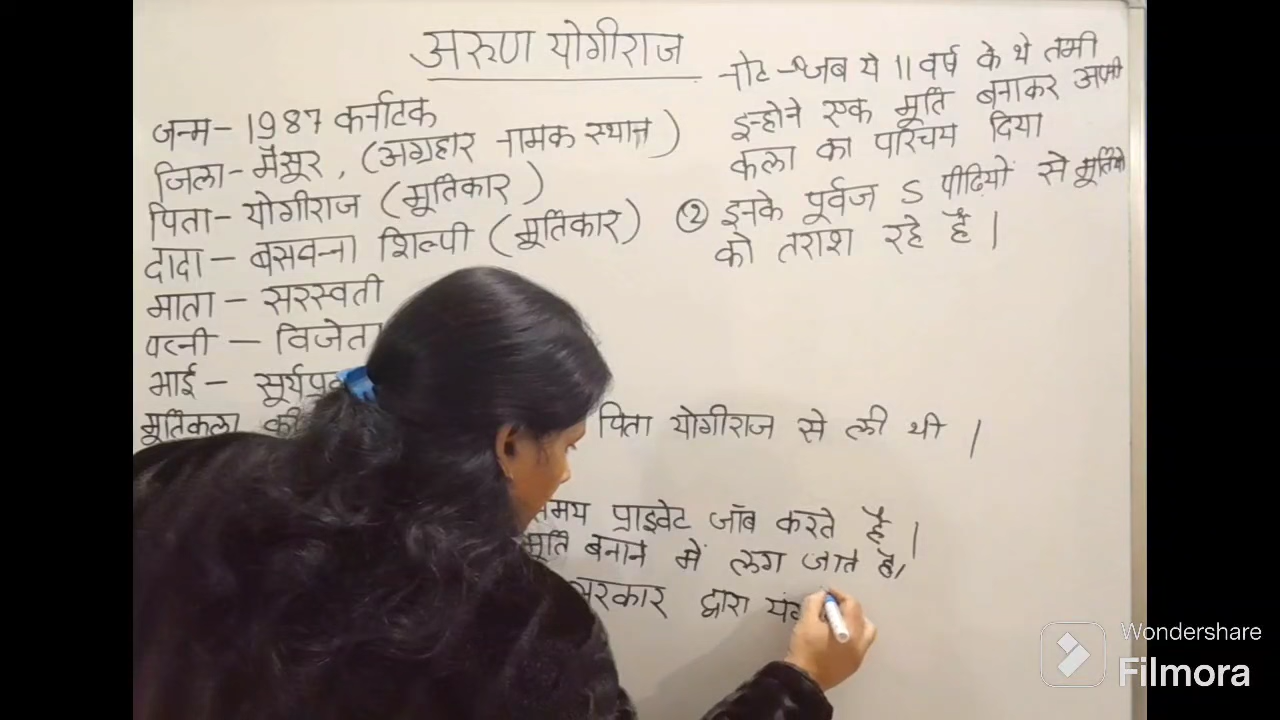 अरुण योगीराज
जन्म - 1987 कर्नाटक
जिला - मैसूर, (अग्रहार नामक स्थान)
पिता - योगीराज (मूर्तिकार)
दादा - बसवन्ना शिल्पी (मूर्तिकार)
माता - सरस्वती
पत्नी - विजेता
भाई - सूर्यप्र
मूर्तिकला की पिता योगीराज से ली थी |
समय प्राइवेट जॉब करते है |
मूर्ति बनाने में लग जाते है,
सरकार द्वारा यंग
नोट → जब ये 11 वर्ष के थे तभी
इन्होने एक मूर्ति बनाकर अपनी
कला का परिचय दिया
② इनके पूर्वज 5 पीढियों से मूर्तियो
को तराश रहे है |
Wondershare
Filmora